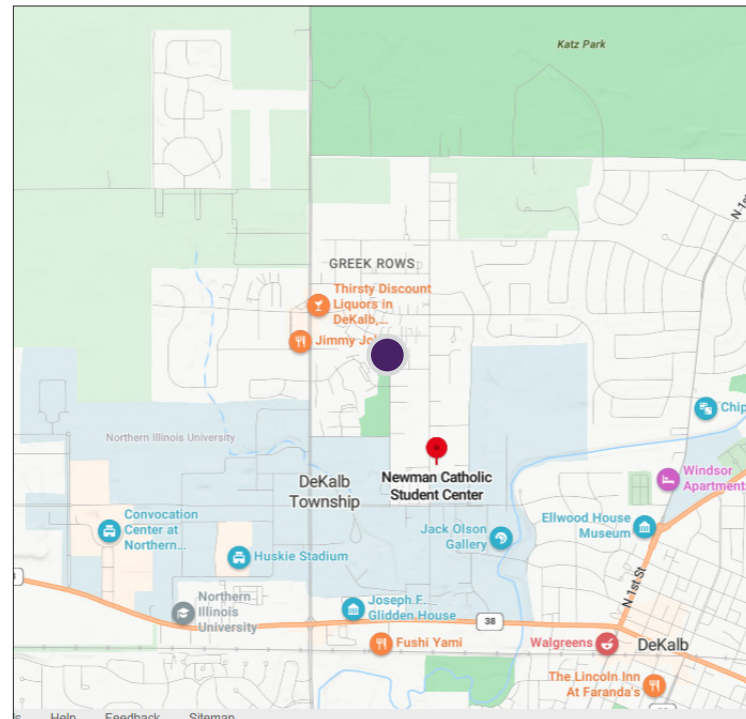 Katz Park
N 1s
GREEK ROWS
Thirsty Discount
Liquors in
DeKalb,...
Jimmy Jo
Chip
Northern Illinois University
Newman Catholic
Student Center
DeKalb
Township
Windsor
Apartment
Convocation
Center at
Northern...
Huskie Stadium
Jack Olson
Gallery
Ellwood House
Museum
N 1st St
Northern
Illinois
University
Joseph F.
Glidden House
38
Fushi Yami
Walgreens
DeKalb
The Lincoln Inn
At Faranda's
s Help Feedback Sitemap